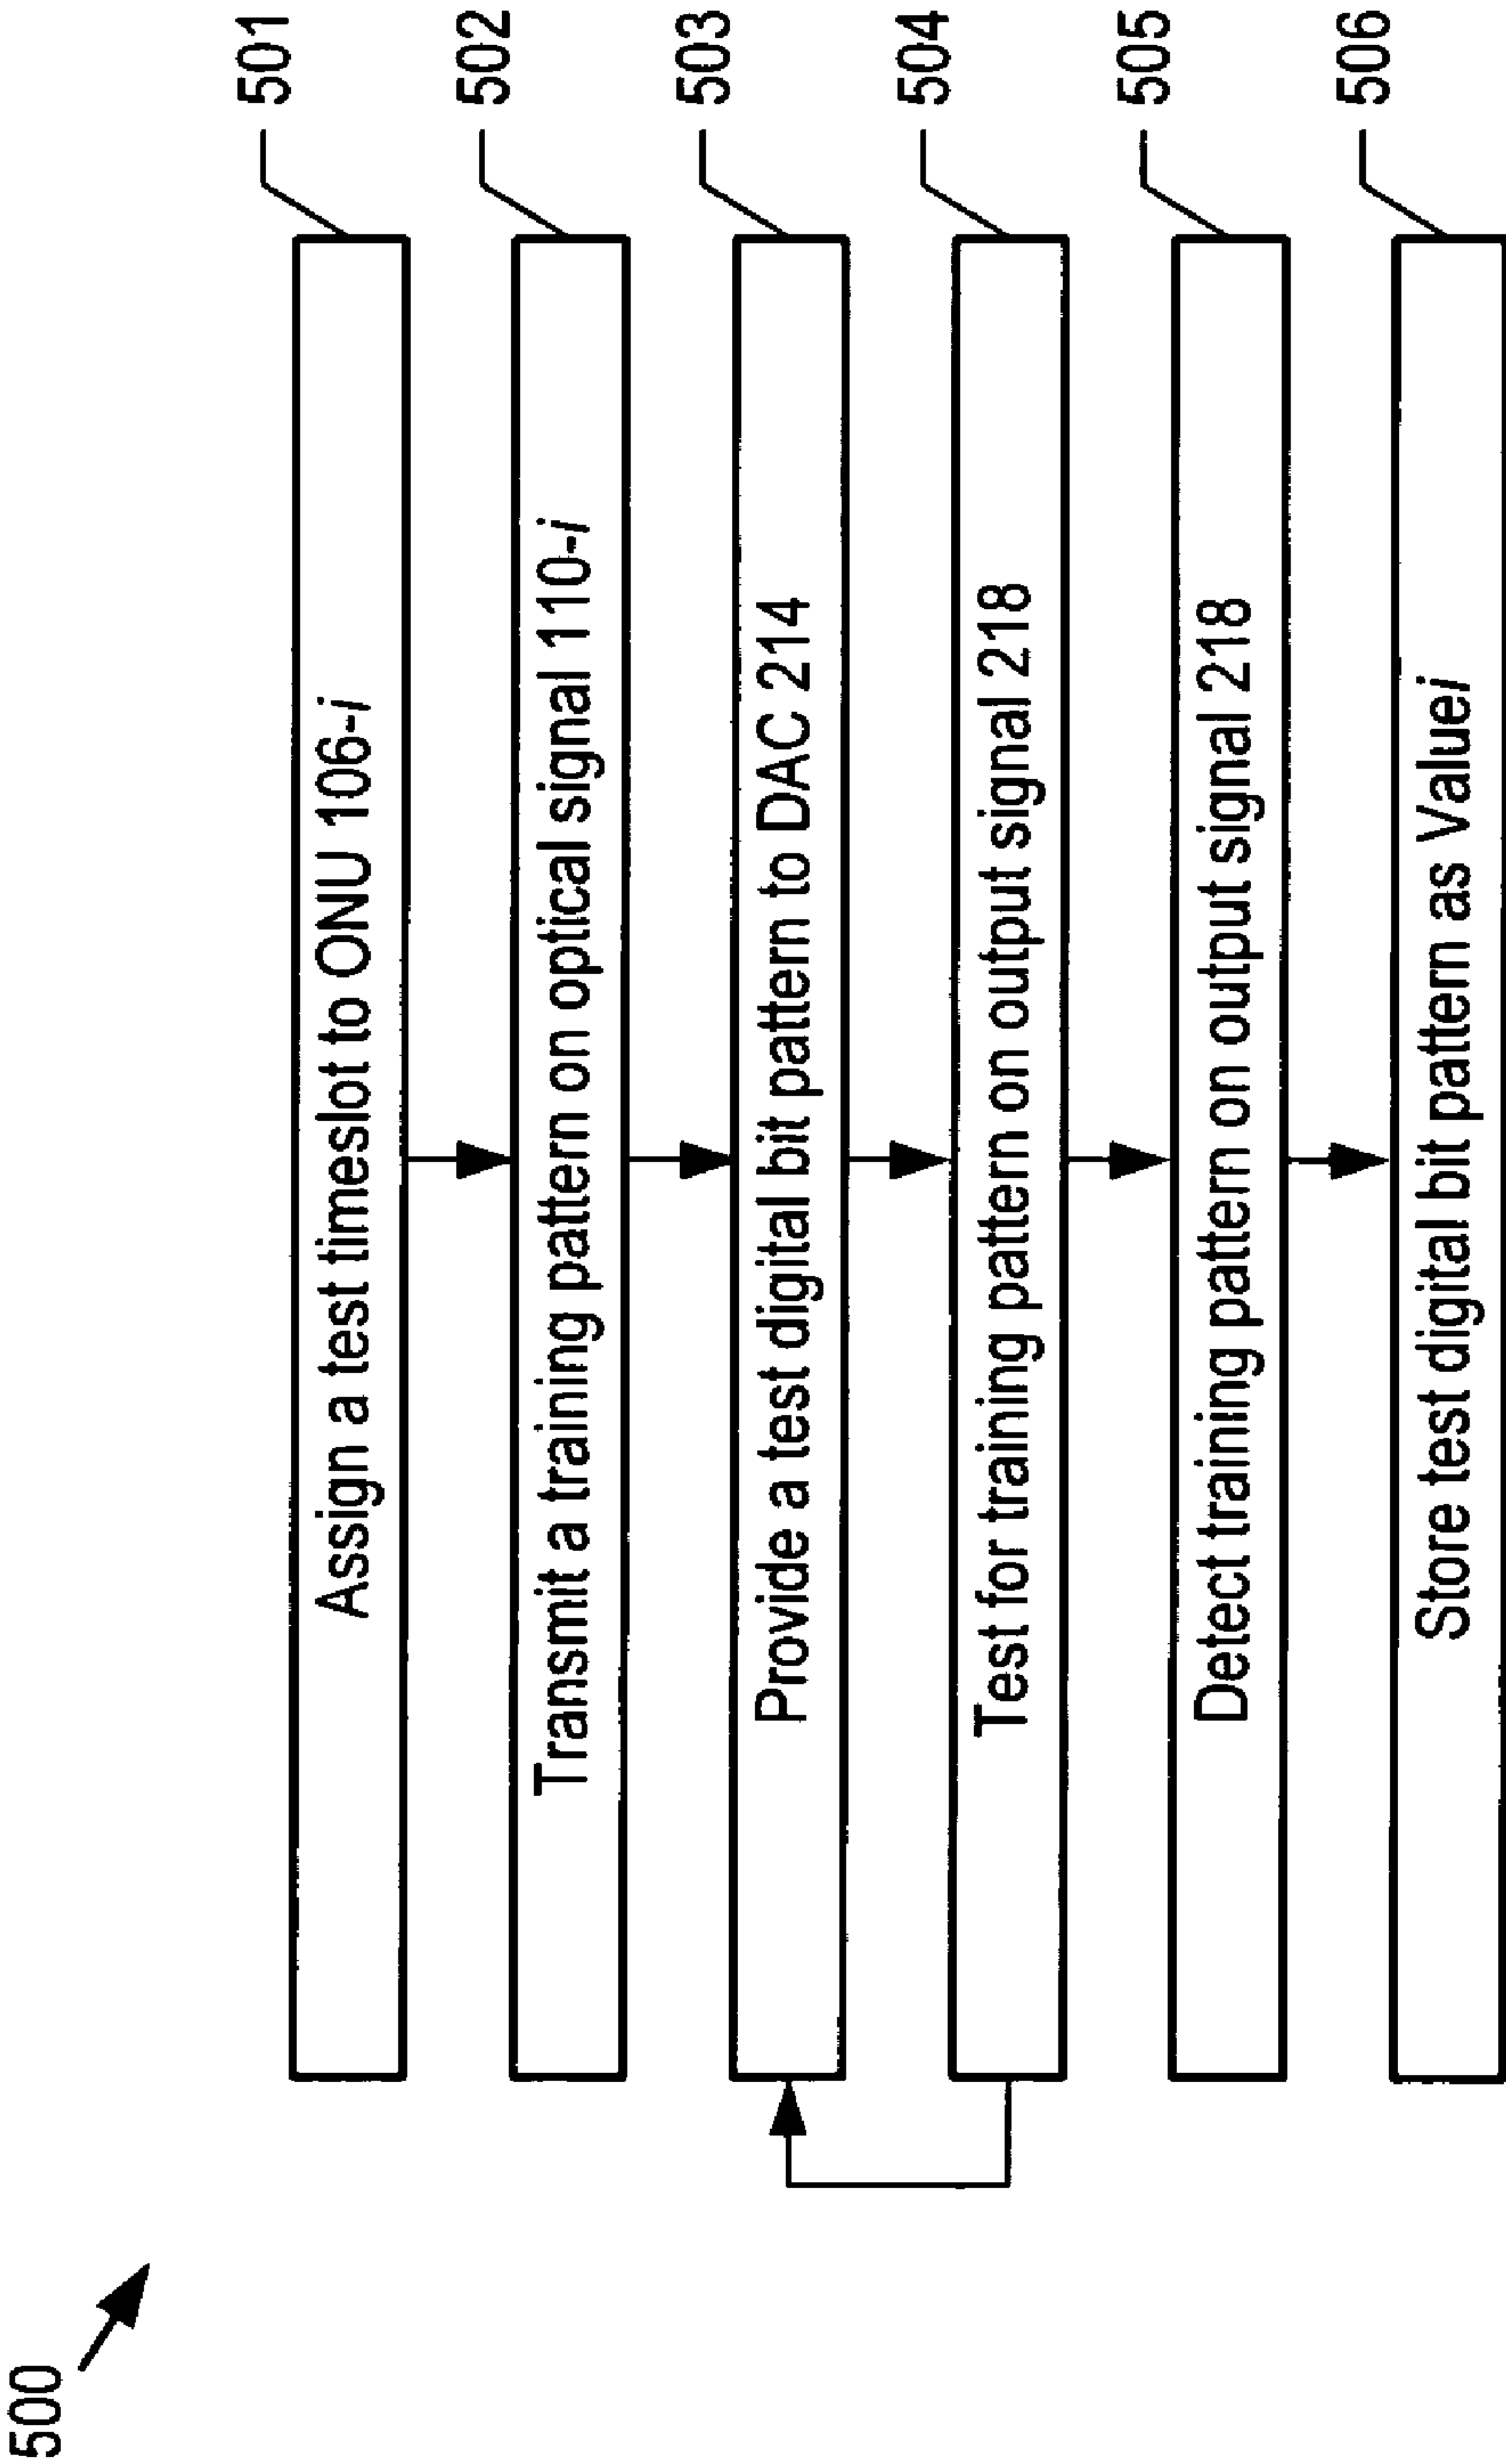 500
Assign a test timeslot to ONU 106-i
501
Transmit a training pattern on optical signal 110-i
502
Provide a test digital bit pattern to DAC 214
503
Test for training pattern on output signal 218
504
Detect training pattern on output signal 218
505
Store test digital bit pattern as Valuei
506